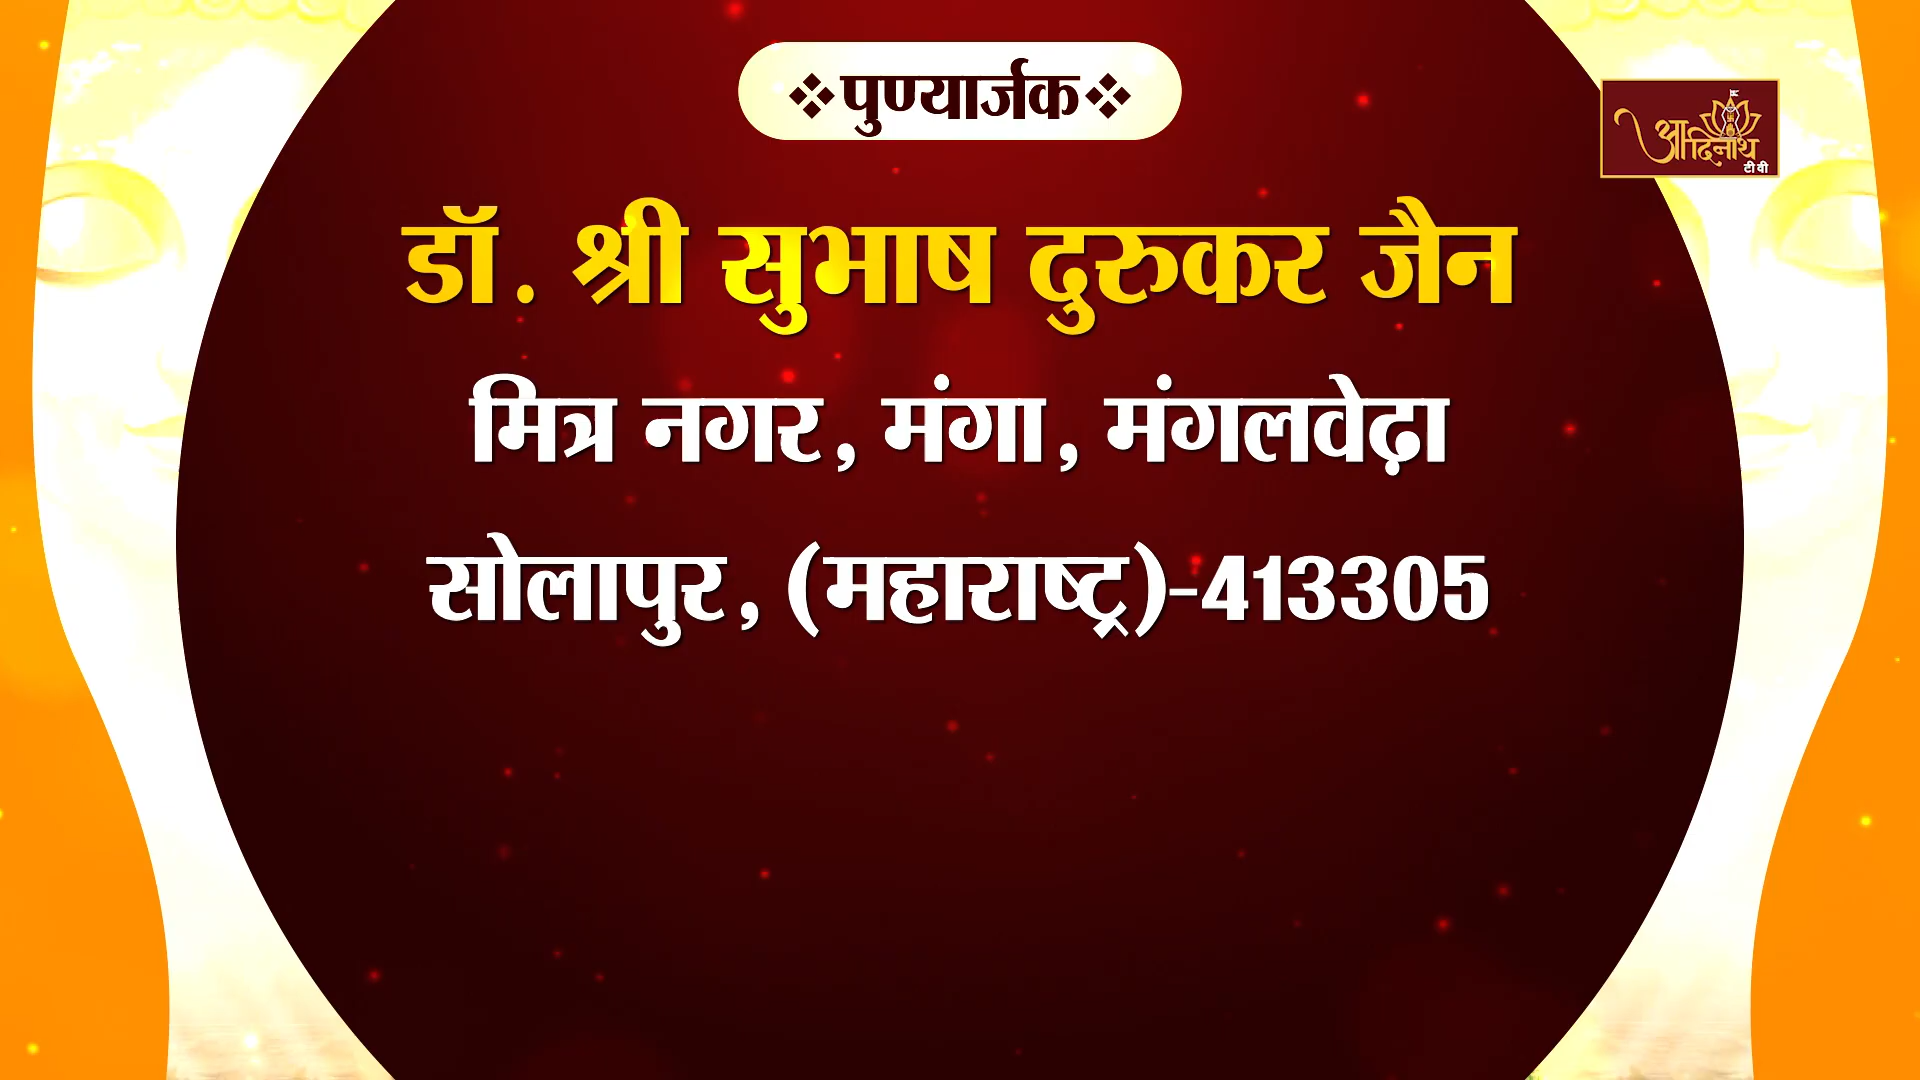 ❖पुण्यार्जक❖
आदिनाथ
टीवी
डॉ. श्री सुभाष दुरुकर जैन
मित्र नगर, मंगा, मंगलवेढ़ा
सोलापुर, (महाराष्ट्र)-413305